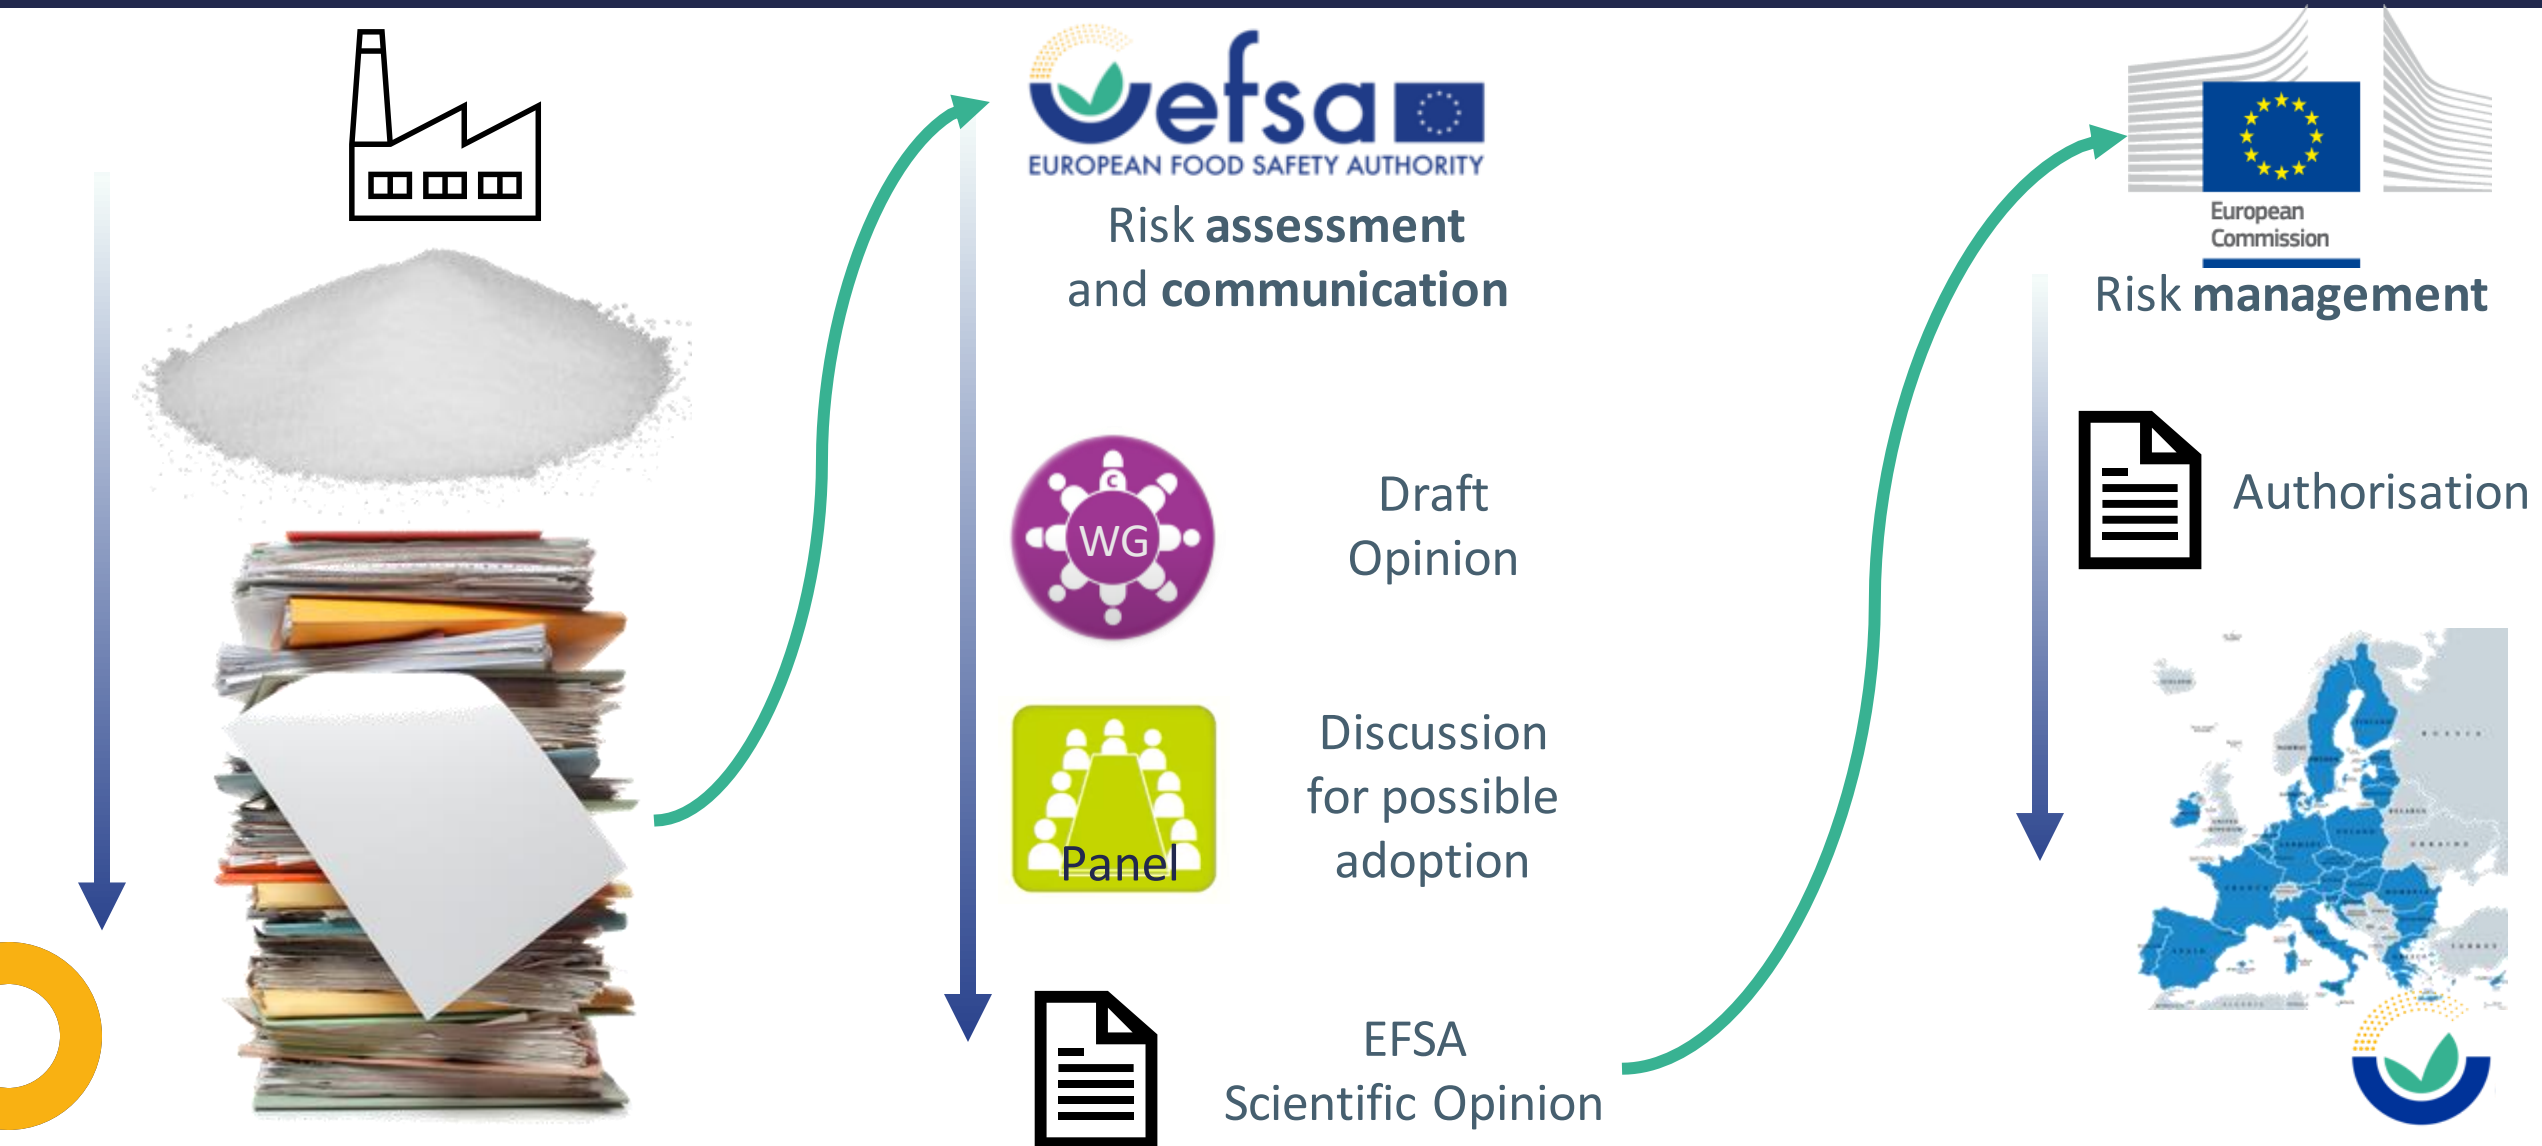 efsa
EUROPEAN FOOD SAFETY AUTHORITY
Risk assessment
and communication
C
WG
Draft
Opinion
Panel
Discussion
for possible
adoption
EFSA
Scientific Opinion
European
Commission
Risk management
Authorisation